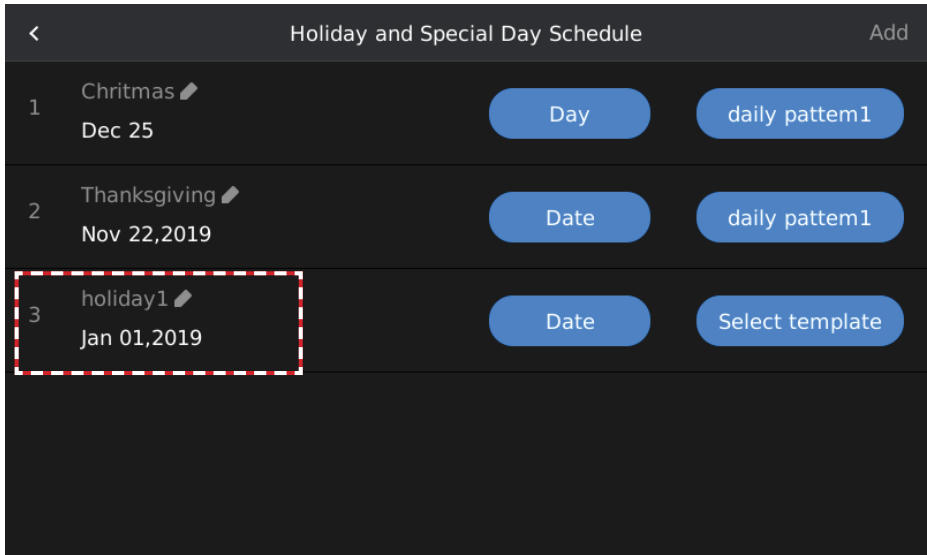 Holiday and Special Day Schedule Add
1 Chritmas Day daily pattem1
Dec 25
2 Thanksgiving Date daily pattem1
Nov 22,2019
3 holiday1 Date Select template
Jan 01,2019